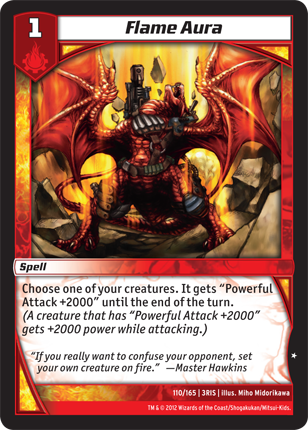 1
Flame Aura
Spell
Choose one of your creatures. It gets “Powerful
Attack +2000” until the end of the turn.
(A creature that has “Powerful Attack +2000”
gets +2000 power while attacking.)
“If you really want to confuse your opponent, set
your own creature on fire.” —Master Hawkins
110/165 | 3RIS | Illus. Miho Midorikawa
TM & © 2012 Wizards of the Coast/Shogakukan/Mitsui-Kids.